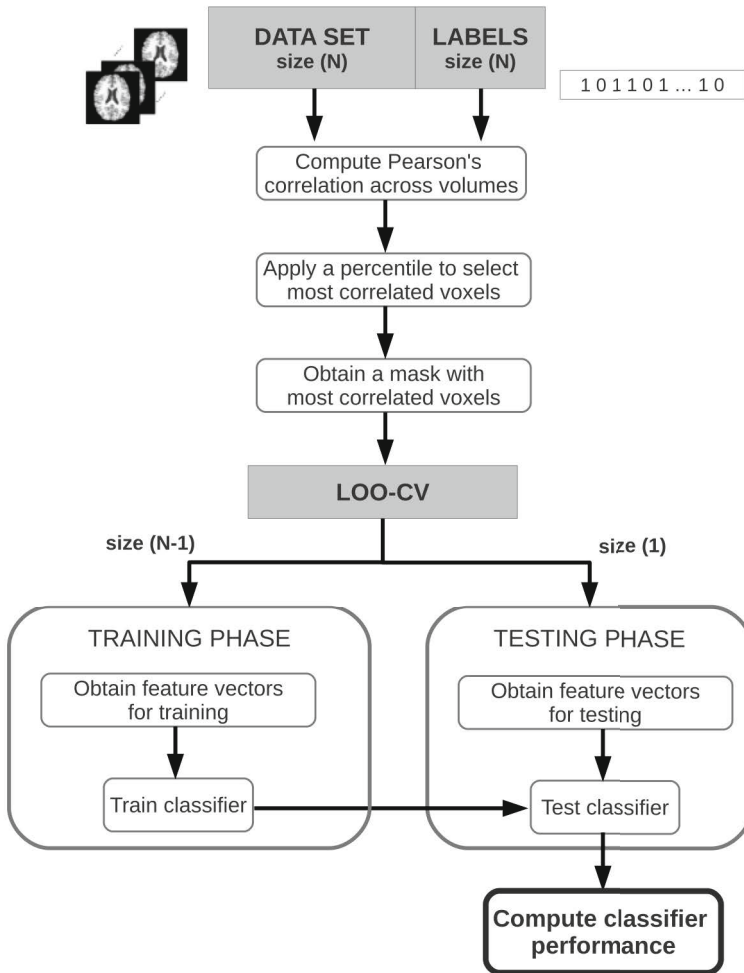 DATA SET
size (N)
LABELS
size (N)
1 0 1 1 0 1 ... 1 0
Compute Pearson's
correlation across volumes
Apply a percentile to select
most correlated voxels
Obtain a mask with
most correlated voxels
LOO-CV
size (N-1)
size (1)
TRAINING PHASE
Obtain feature vectors
for training
Train classifier
TESTING PHASE
Obtain feature vectors
for testing
Test classifier
Compute classifier
performance